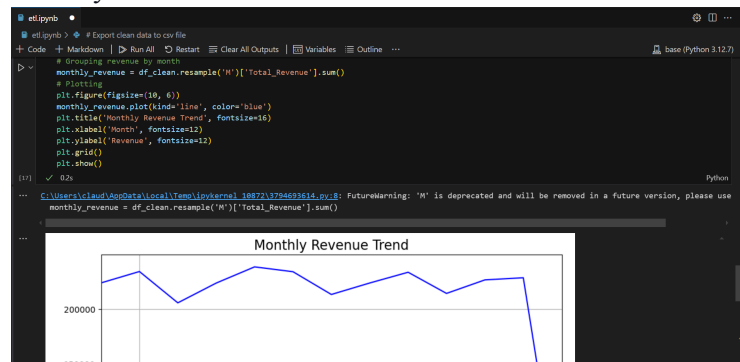 etl.ipynb ●
etl.ipynb > # Export clean data to csv file
+ Code + Markdown | Run All Restart Clear All Outputs | Variables Outline ... base (Python 3.12.7)
# Grouping revenue by month
monthly_revenue = df_clean.resample('M')['Total_Revenue'].sum()
# Plotting
plt.figure(figsize=(10, 6))
monthly_revenue.plot(kind='line', color='blue')
plt.title('Monthly Revenue Trend', fontsize=16)
plt.xlabel('Month', fontsize=12)
plt.ylabel('Revenue', fontsize=12)
plt.grid()
plt.show()
[17] ✓ 0.2s Python
... C:\Users\claud\AppData\Local\Temp\ipykernel_10872\3794693614.py:8: FutureWarning: 'M' is deprecated and will be removed in a future version, please use
monthly_revenue = df_clean.resample('M')['Total_Revenue'].sum()
...
Monthly Revenue Trend
200000